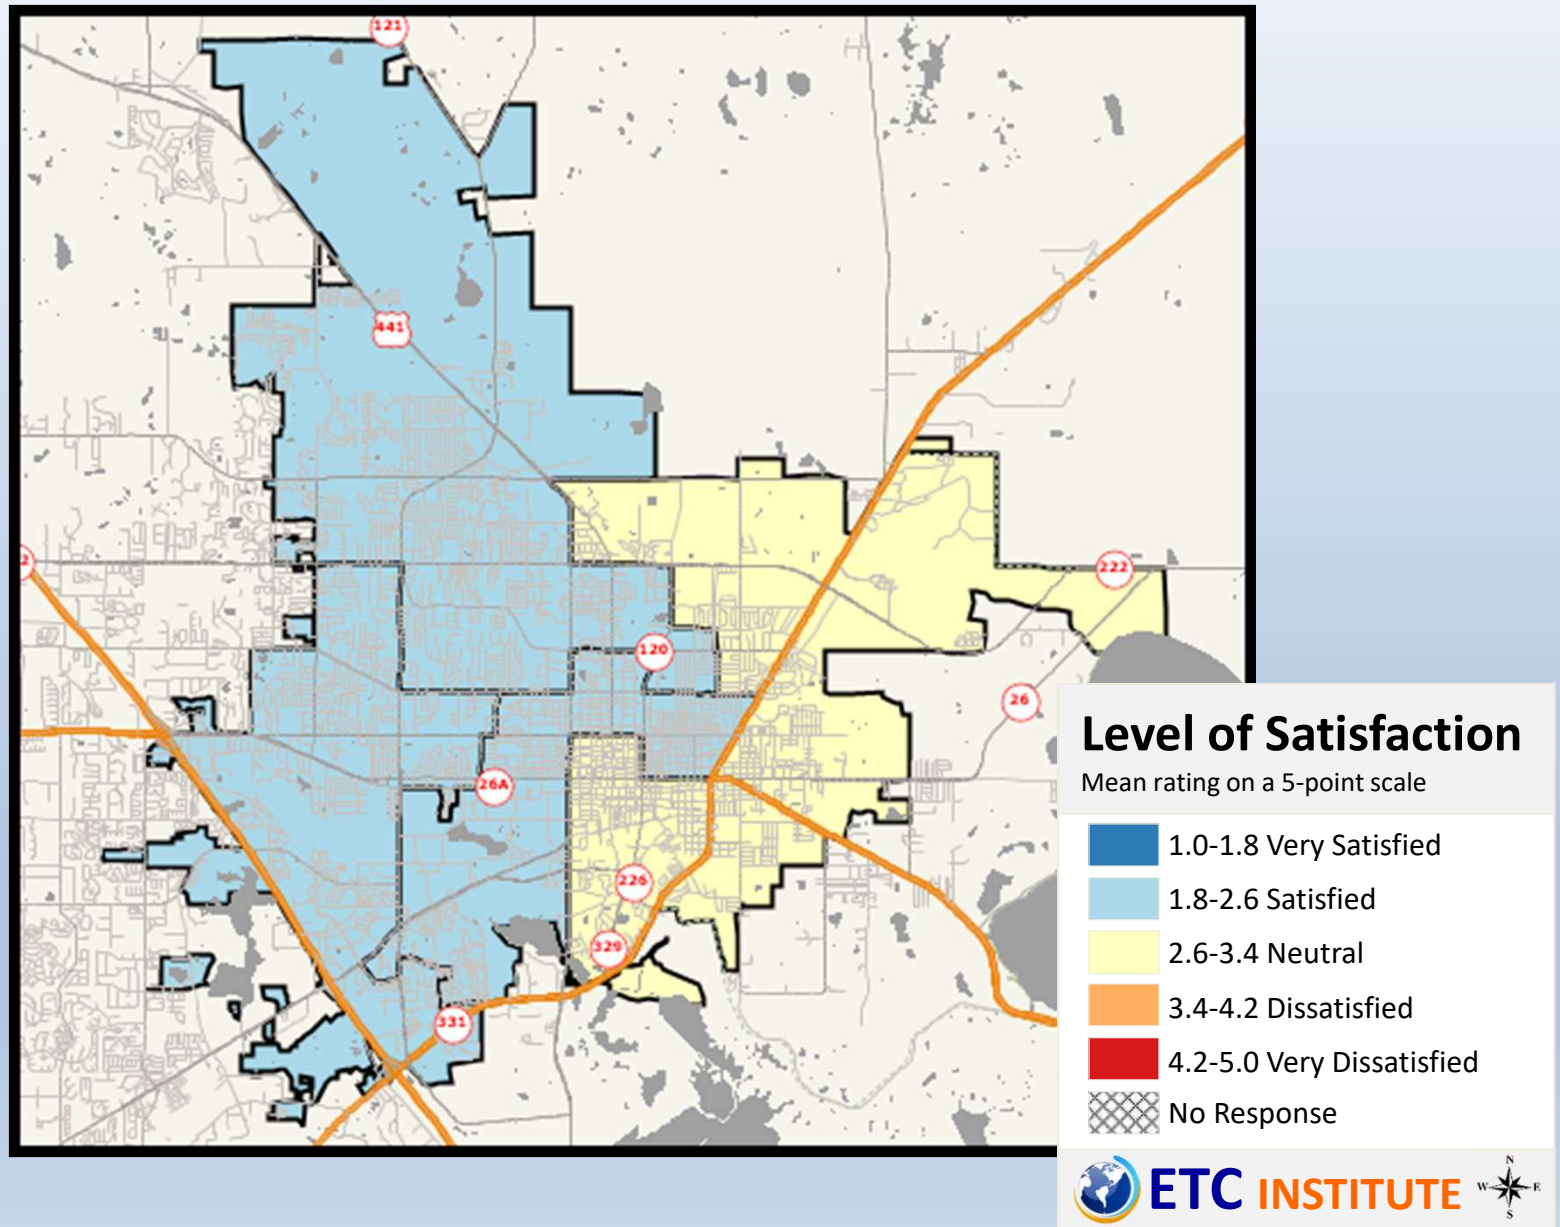 121
441
222
2
120
26
26A
226
329
331
Level of Satisfaction
Mean rating on a 5-point scale
1.0-1.8 Very Satisfied
1.8-2.6 Satisfied
2.6-3.4 Neutral
3.4-4.2 Dissatisfied
4.2-5.0 Very Dissatisfied
No Response
ETC INSTITUTE
N
W E
S